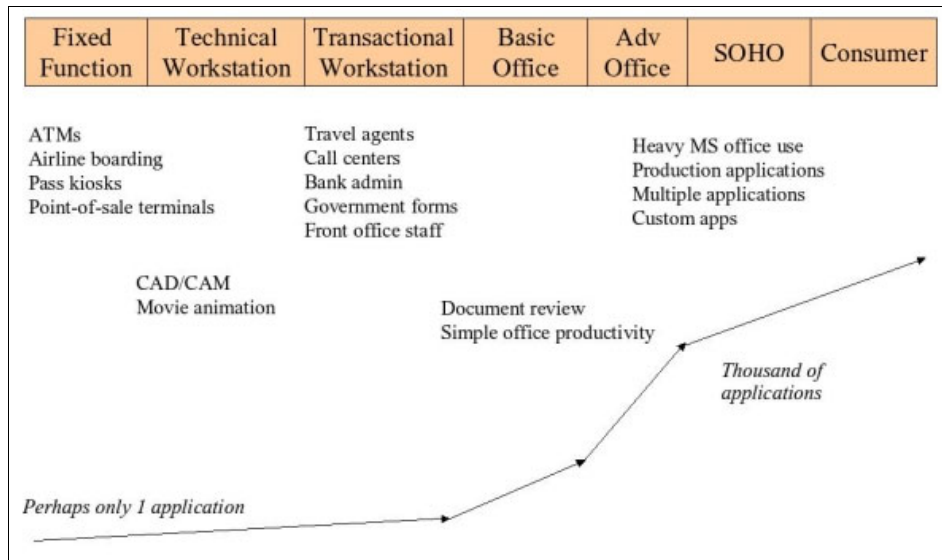 Fixed
Function
Technical
Workstation
Transactional
Workstation
Basic
Office
Adv
Office
SOHO
Consumer
ATMs
Airline boarding
Pass kiosks
Point-of-sale terminals
Travel agents
Call centers
Bank admin
Government forms
Front office staff
Heavy MS office use
Production applications
Multiple applications
Custom apps
CAD/CAM
Movie animation
Document review
Simple office productivity
Thousand of
applications
Perhaps only 1 application